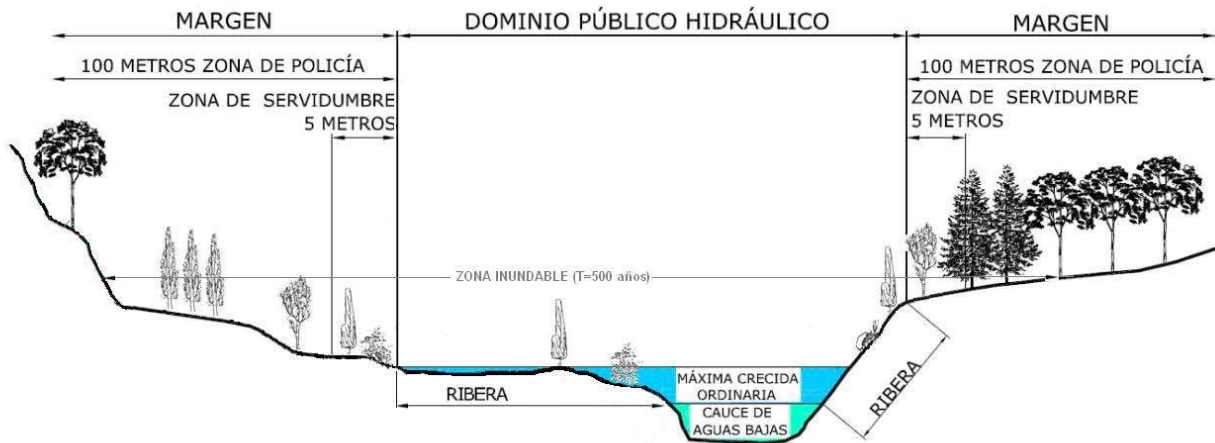 MARGEN
DOMINIO PÚBLICO HIDRÁULICO
MARGEN
100 METROS ZONA DE POLICÍA
100 METROS ZONA DE POLICÍA
ZONA DE SERVIDUMBRE
5 METROS
ZONA DE SERVIDUMBRE
5 METROS
ZONA INUNDABLE (T=500 años)
MÁXIMA CRECIDA
ORDINARIA
RIBERA
RIBERA
CAUCE DE
AGUAS BAJAS